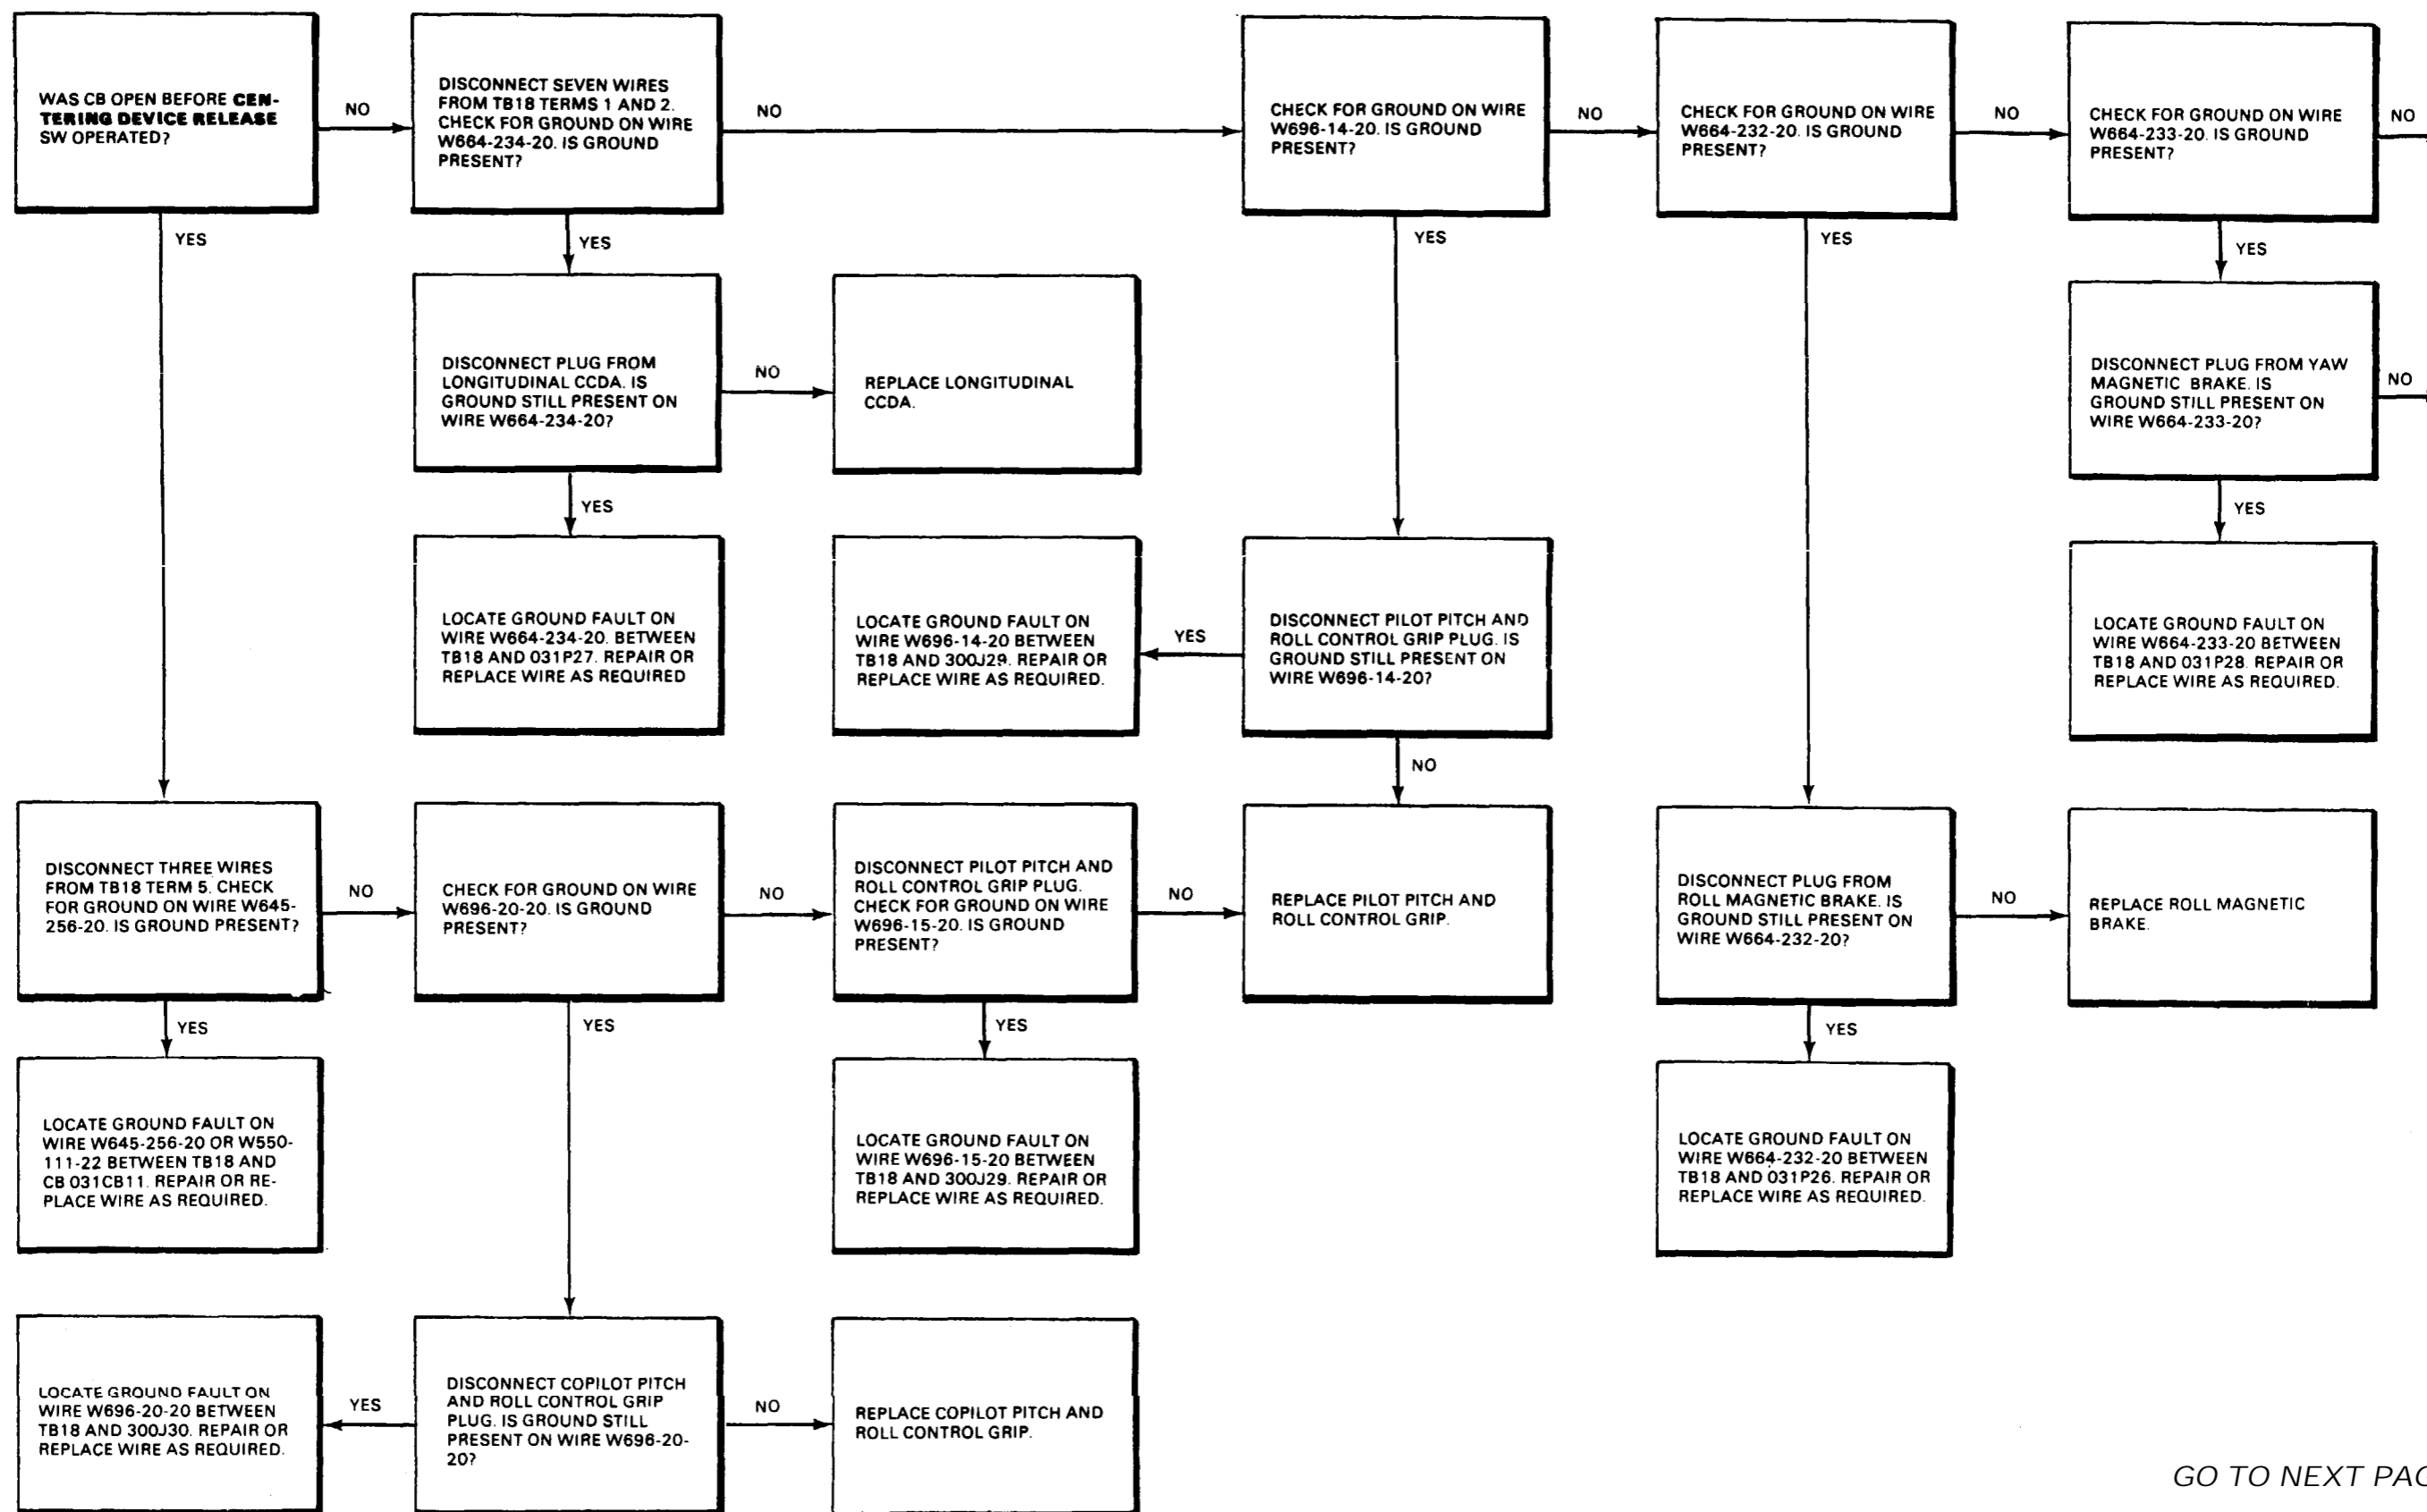 WAS CB OPEN BEFORE CEN-
TERING DEVICE RELEASE
SW OPERATED?
NO
YES
DISCONNECT SEVEN WIRES
FROM TB18 TERMS 1 AND 2.
CHECK FOR GROUND ON WIRE
W664-234-20. IS GROUND
PRESENT?
NO
YES
CHECK FOR GROUND ON WIRE
W696-14-20. IS GROUND
PRESENT?
NO
YES
CHECK FOR GROUND ON WIRE
W664-232-20. IS GROUND
PRESENT?
NO
YES
CHECK FOR GROUND ON WIRE
W664-233-20. IS GROUND
PRESENT?
NO
YES
DISCONNECT PLUG FROM
LONGITUDINAL CCDA. IS
GROUND STILL PRESENT ON
WIRE W664-234-20?
NO
YES
REPLACE LONGITUDINAL
CCDA.
DISCONNECT PLUG FROM YAW
MAGNETIC BRAKE. IS
GROUND STILL PRESENT ON
WIRE W664-233-20?
NO
YES
LOCATE GROUND FAULT ON
WIRE W664-234-20. BETWEEN
TB18 AND 031P27. REPAIR OR
REPLACE WIRE AS REQUIRED
LOCATE GROUND FAULT ON
WIRE W696-14-20 BETWEEN
TB18 AND 300J29. REPAIR OR
REPLACE WIRE AS REQUIRED.
YES
DISCONNECT PILOT PITCH AND
ROLL CONTROL GRIP PLUG. IS
GROUND STILL PRESENT ON
WIRE W696-14-20?
NO
LOCATE GROUND FAULT ON
WIRE W664-233-20 BETWEEN
TB18 AND 031P28. REPAIR OR
REPLACE WIRE AS REQUIRED.
DISCONNECT THREE WIRES
FROM TB18 TERM 5. CHECK
FOR GROUND ON WIRE W645-
256-20. IS GROUND PRESENT?
NO
YES
CHECK FOR GROUND ON WIRE
W696-20-20. IS GROUND
PRESENT?
NO
YES
DISCONNECT PILOT PITCH AND
ROLL CONTROL GRIP PLUG.
CHECK FOR GROUND ON WIRE
W696-15-20. IS GROUND
PRESENT?
NO
YES
REPLACE PILOT PITCH AND
ROLL CONTROL GRIP.
DISCONNECT PLUG FROM
ROLL MAGNETIC BRAKE. IS
GROUND STILL PRESENT ON
WIRE W664-232-20?
NO
YES
REPLACE ROLL MAGNETIC
BRAKE.
LOCATE GROUND FAULT ON
WIRE W645-256-20 OR W550-
111-22 BETWEEN TB18 AND
CB 031CB11. REPAIR OR RE-
PLACE WIRE AS REQUIRED.
LOCATE GROUND FAULT ON
WIRE W696-15-20 BETWEEN
TB18 AND 300J29. REPAIR OR
REPLACE WIRE AS REQUIRED.
LOCATE GROUND FAULT ON
WIRE W664-232-20 BETWEEN
TB18 AND 031P26. REPAIR OR
REPLACE WIRE AS REQUIRED.
LOCATE GROUND FAULT ON
WIRE W696-20-20 BETWEEN
TB18 AND 300J30. REPAIR OR
REPLACE WIRE AS REQUIRED.
YES
DISCONNECT COPILOT PITCH
AND ROLL CONTROL GRIP
PLUG. IS GROUND STILL
PRESENT ON WIRE W696-20-
20?
NO
REPLACE COPILOT PITCH AND
ROLL CONTROL GRIP.
GO TO NEXT PAG